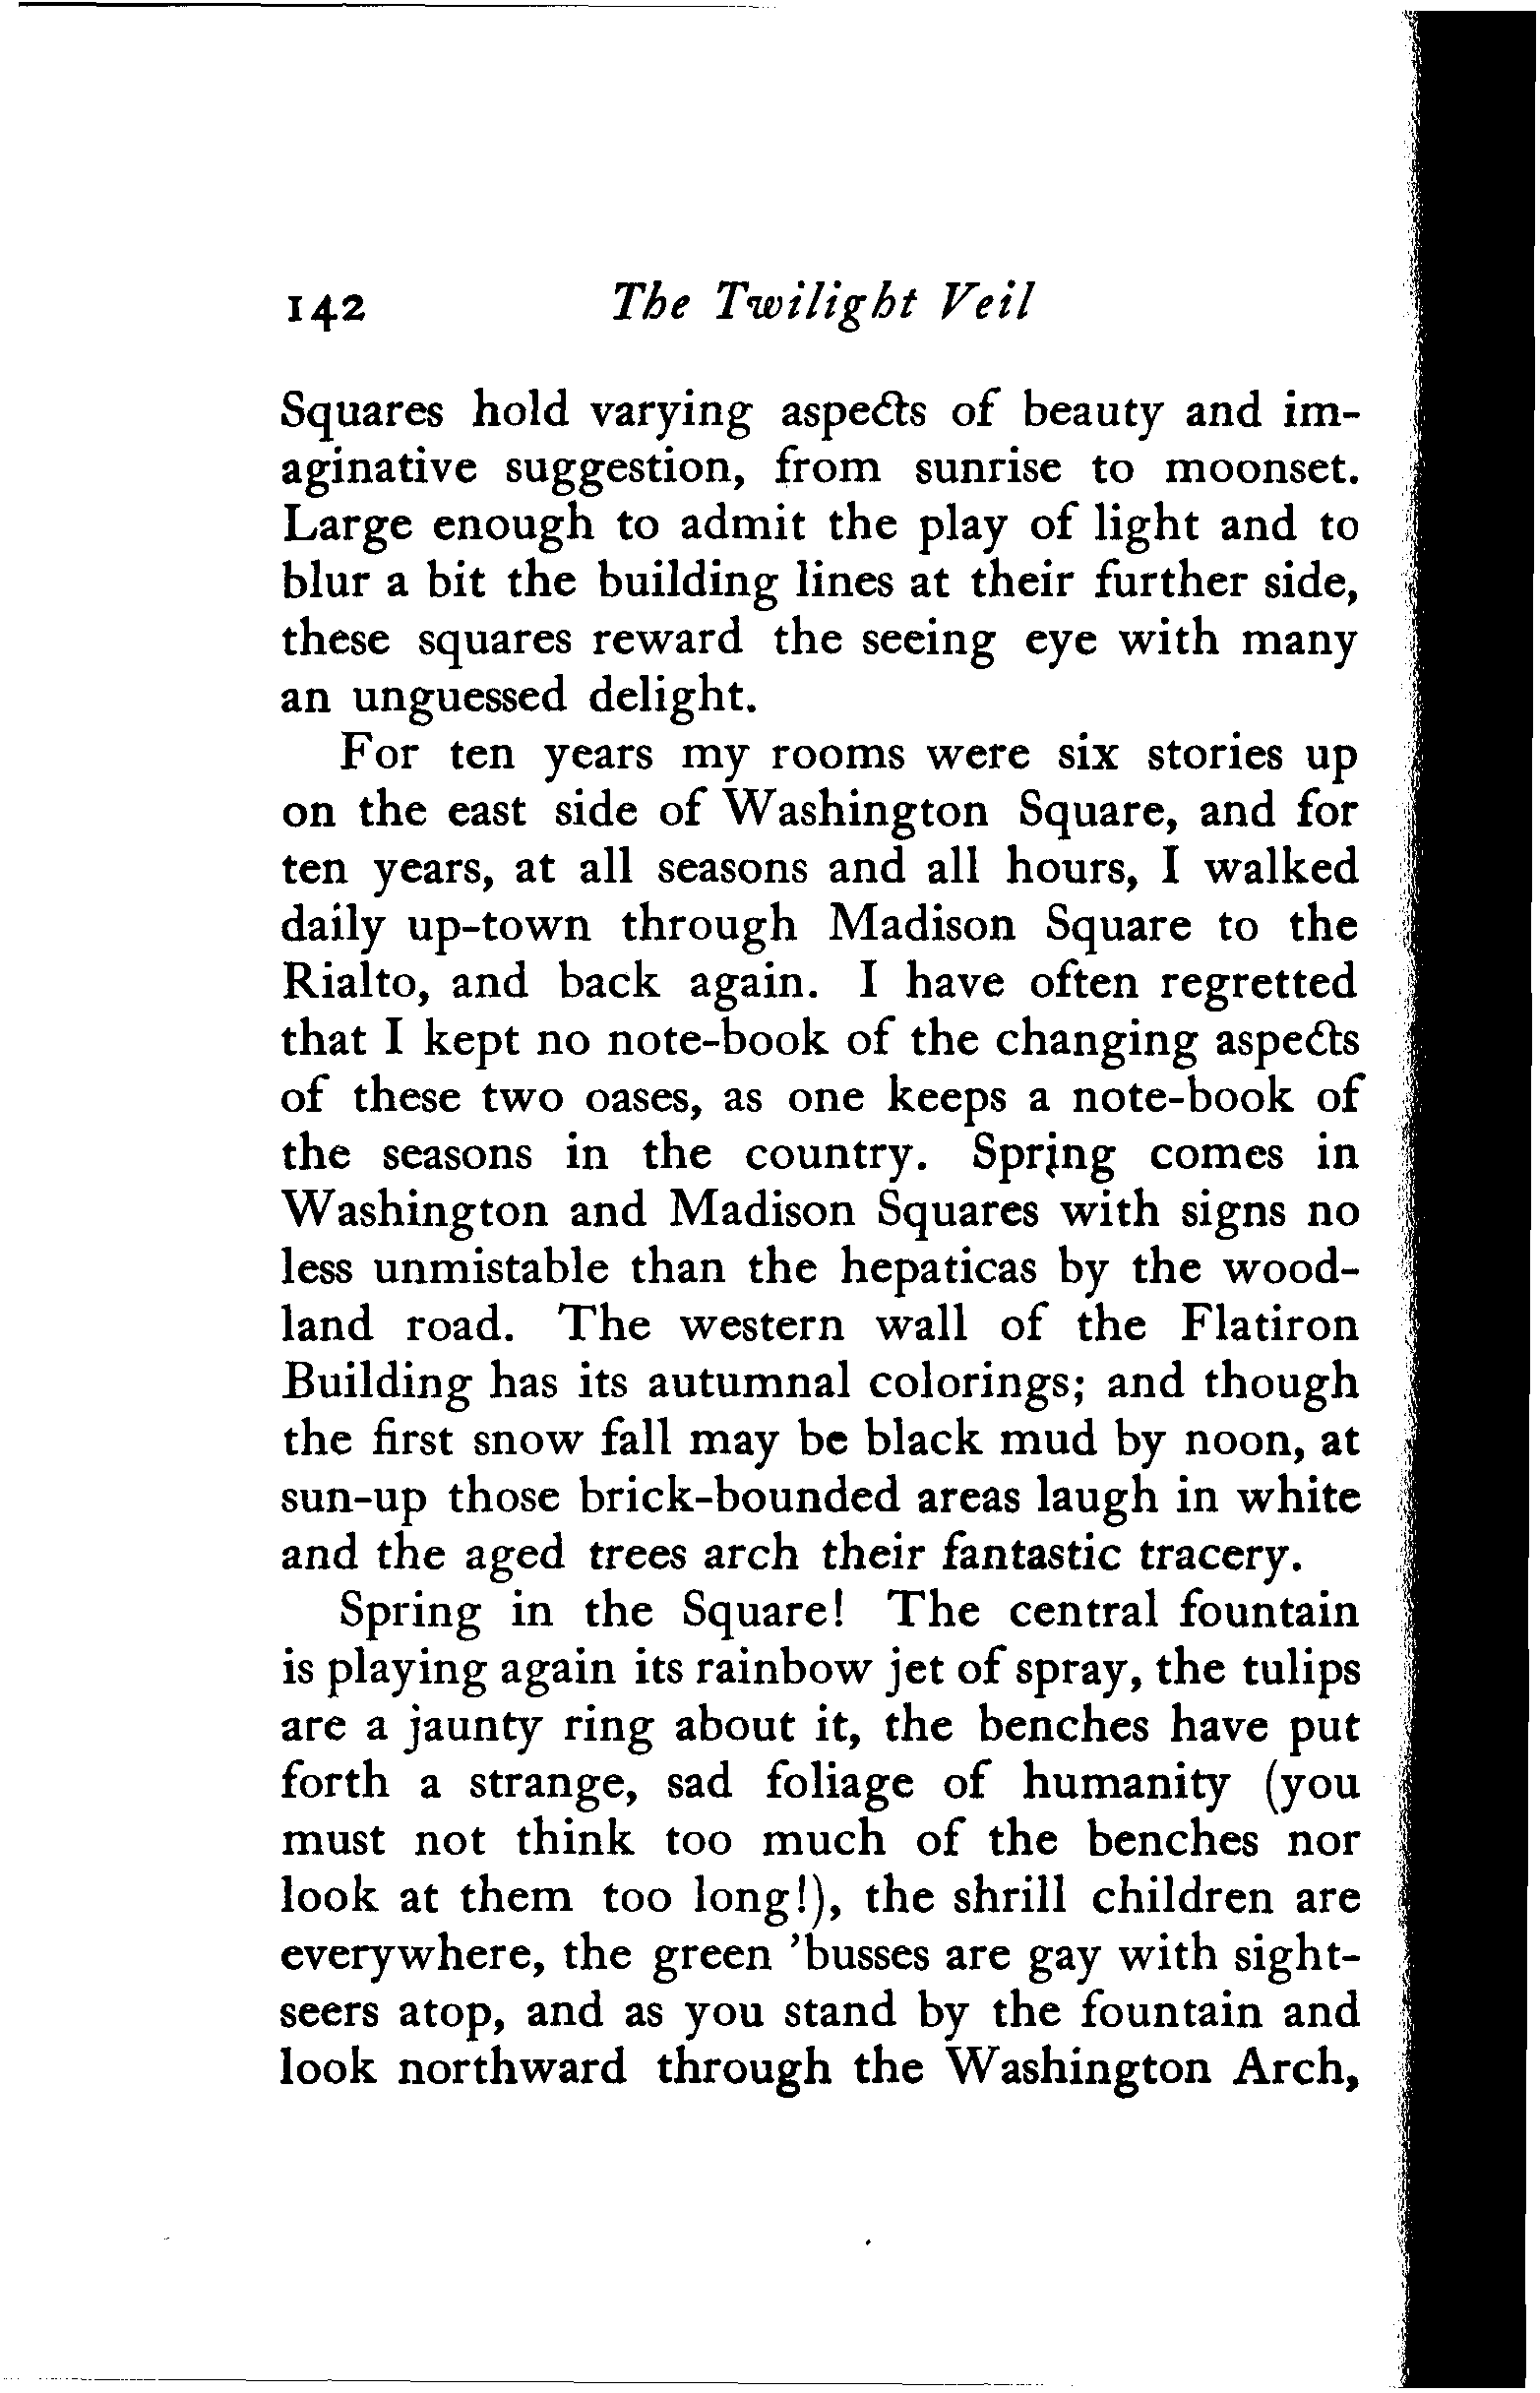 142 The Twilight Veil
Squares hold varying aspects of beauty and im-
aginative suggestion, from sunrise to moonset.
Large enough to admit the play of light and to
blur a bit the building lines at their further side,
these squares reward the seeing eye with many
an unguessed delight.
For ten years my rooms were six stories up
on the east side of Washington Square, and for
ten years, at all seasons and all hours, I walked
daily up-town through Madison Square to the
Rialto, and back again. I have often regretted
that I kept no note-book of the changing aspects
of these two oases, as one keeps a note-book of
the seasons in the country. Spring comes in
Washington and Madison Squares with signs no
less unmistable than the hepaticas by the wood-
land road. The western wall of the Flatiron
Building has its autumnal colorings; and though
the first snow fall may be black mud by noon, at
sun-up those brick-bounded areas laugh in white
and the aged trees arch their fantastic tracery.
Spring in the Square! The central fountain
is playing again its rainbow jet of spray, the tulips
are a jaunty ring about it, the benches have put
forth a strange, sad foliage of humanity (you
must not think too much of the benches nor
look at them too long!), the shrill children are
everywhere, the green ’busses are gay with sight-
seers atop, and as you stand by the fountain and
look northward through the Washington Arch,